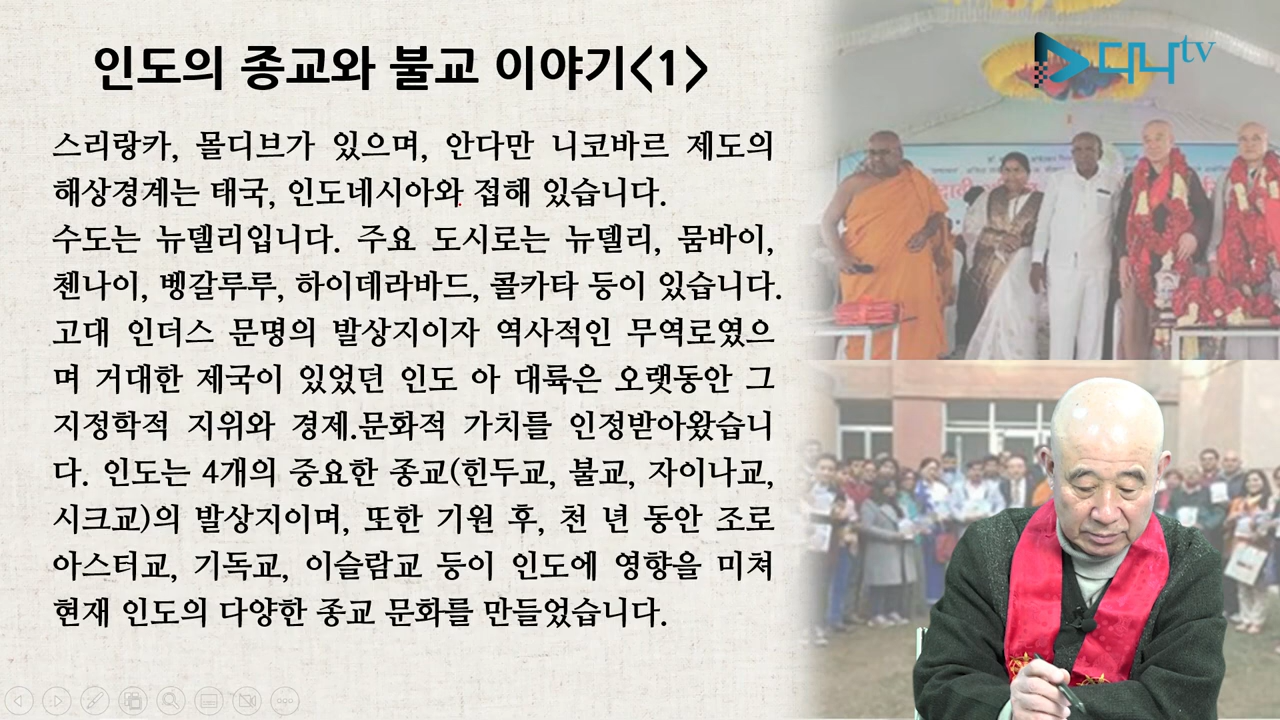 인도의 종교와 불교 이야기<1>
tv
스리랑카, 몰디브가 있으며, 안다만 니코바르 제도의
해상경계는 태국, 인도네시아와 접해 있습니다.
수도는 뉴델리입니다. 주요 도시로는 뉴델리, 뭄바이,
첸나이, 벵갈루루, 하이데라바드, 콜카타 등이 있습니다.
고대 인더스 문명의 발상지이자 역사적인 무역로였으
며 거대한 제국이 있었던 인도 아 대륙은 오랫동안 그
지정학적 지위와 경제.문화적 가치를 인정받아왔습니
다. 인도는 4개의 중요한 종교(힌두교, 불교, 자이나교,
시크교)의 발상지이며, 또한 기원 후, 천 년 동안 조로
아스터교, 기독교, 이슬람교 등이 인도에 영향을 미쳐
현재 인도의 다양한 종교 문화를 만들었습니다.